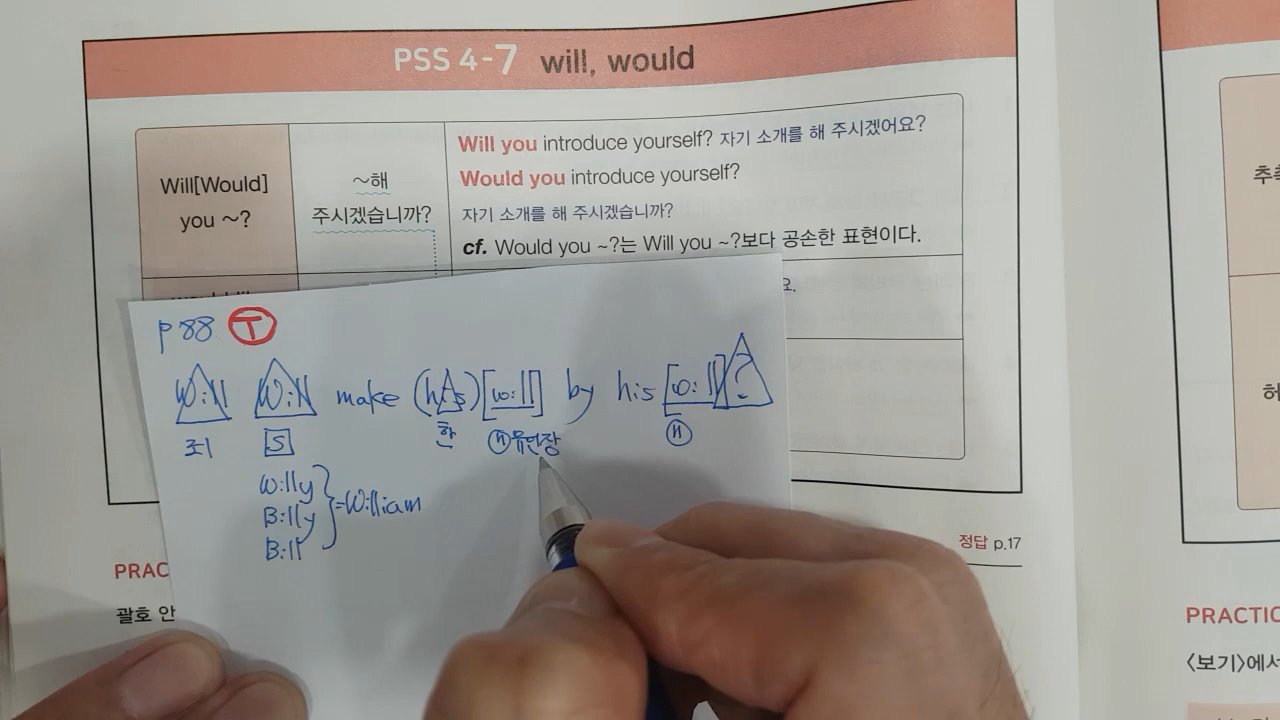 PSS 4-7 will, would
Will[Would]
you ~?
~해
주시겠습니까?
Will you introduce yourself? 자기 소개를 해 주시겠어요?
Would you introduce yourself?
자기 소개를 해 주시겠습니까?
cf. Would you ~?는 Will you ~?보다 공손한 표현이다.
요.
p 88 T
Will Will make (his) [will] by his [will]?
조 S 한 n 유언장 n
Willy
Billy } = William
Bill
정답 p.17
PRAC
괄호 안
PRACTIC
<보기>에서